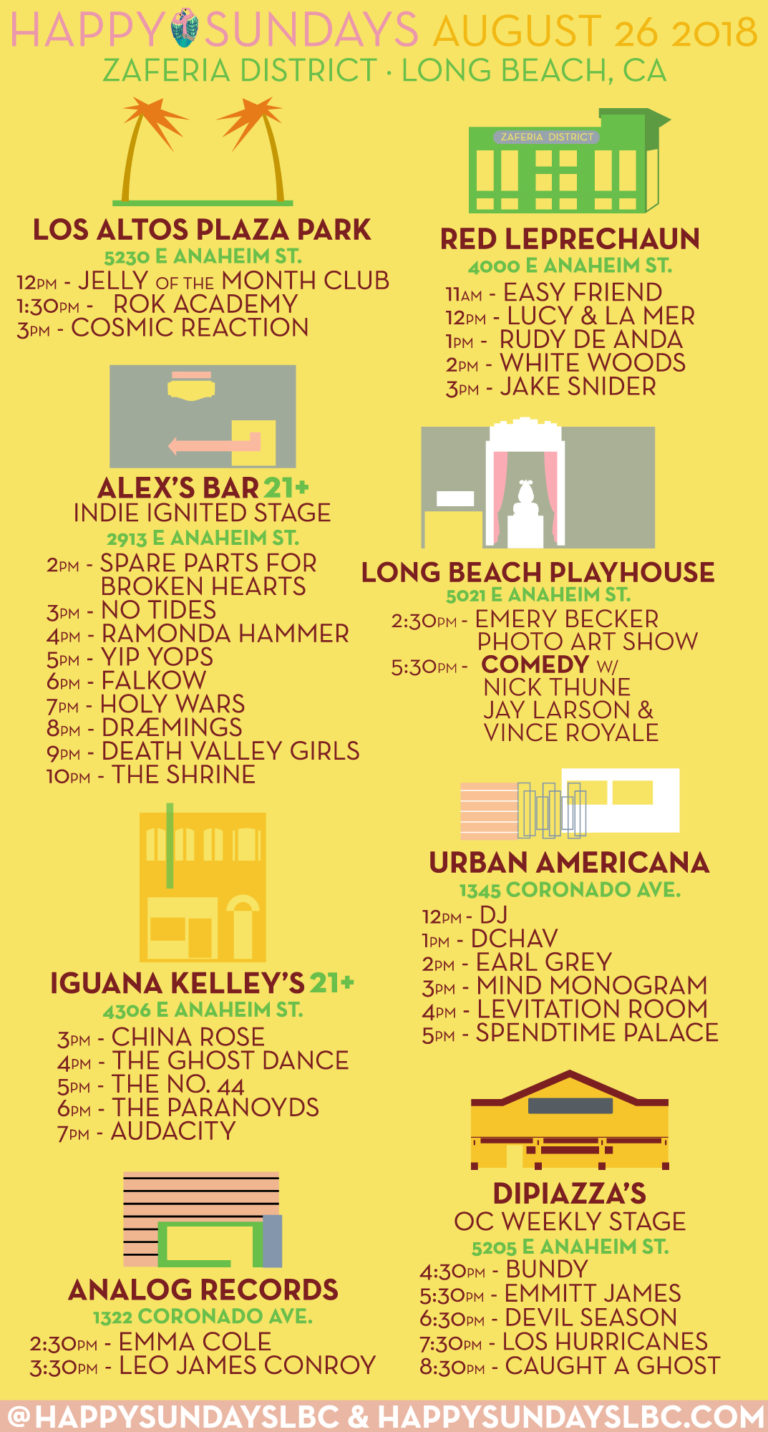 HAPPY SUNDAYS AUGUST 26 2018
ZAFERIA DISTRICT · LONG BEACH, CA
LOS ALTOS PLAZA PARK
5230 E ANAHEIM ST.
12PM - JELLY OF THE MONTH CLUB
1:30PM - ROK ACADEMY
3PM - COSMIC REACTION
ZAFERIA DISTRICT
RED LEPRECHAUN
4000 E ANAHEIM ST.
11AM - EASY FRIEND
12PM - LUCY & LA MER
1PM - RUDY DE ANDA
2PM - WHITE WOODS
3PM - JAKE SNIDER
ALEX'S BAR 21+
INDIE IGNITED STAGE
2913 E ANAHEIM ST.
2PM - SPARE PARTS FOR
BROKEN HEARTS
3PM - NO TIDES
4PM - RAMONDA HAMMER
5PM - YIP YOPS
6PM - FALKOW
7PM - HOLY WARS
8PM - DRÆMINGS
9PM - DEATH VALLEY GIRLS
10PM - THE SHRINE
LONG BEACH PLAYHOUSE
5021 E ANAHEIM ST.
2:30PM - EMERY BECKER
PHOTO ART SHOW
5:30PM - COMEDY W/
NICK THUNE
JAY LARSON &
VINCE ROYALE
IGUANA KELLEY'S 21+
4306 E ANAHEIM ST.
3PM - CHINA ROSE
4PM - THE GHOST DANCE
5PM - THE NO. 44
6PM - THE PARANOYDS
7PM - AUDACITY
URBAN AMERICANA
1345 CORONADO AVE.
12PM - DJ
1PM - DCHAV
2PM - EARL GREY
3PM - MIND MONOGRAM
4PM - LEVITATION ROOM
5PM - SPENDTIME PALACE
ANALOG RECORDS
1322 CORONADO AVE.
2:30PM - EMMA COLE
3:30PM - LEO JAMES CONROY
DIPIAZZA'S
OC WEEKLY STAGE
5205 E ANAHEIM ST.
4:30PM - BUNDY
5:30PM - EMMITT JAMES
6:30PM - DEVIL SEASON
7:30PM - LOS HURRICANES
8:30PM - CAUGHT A GHOST
@HAPPYSUNDAYSLBC & HAPPYSUNDAYSLBC.COM